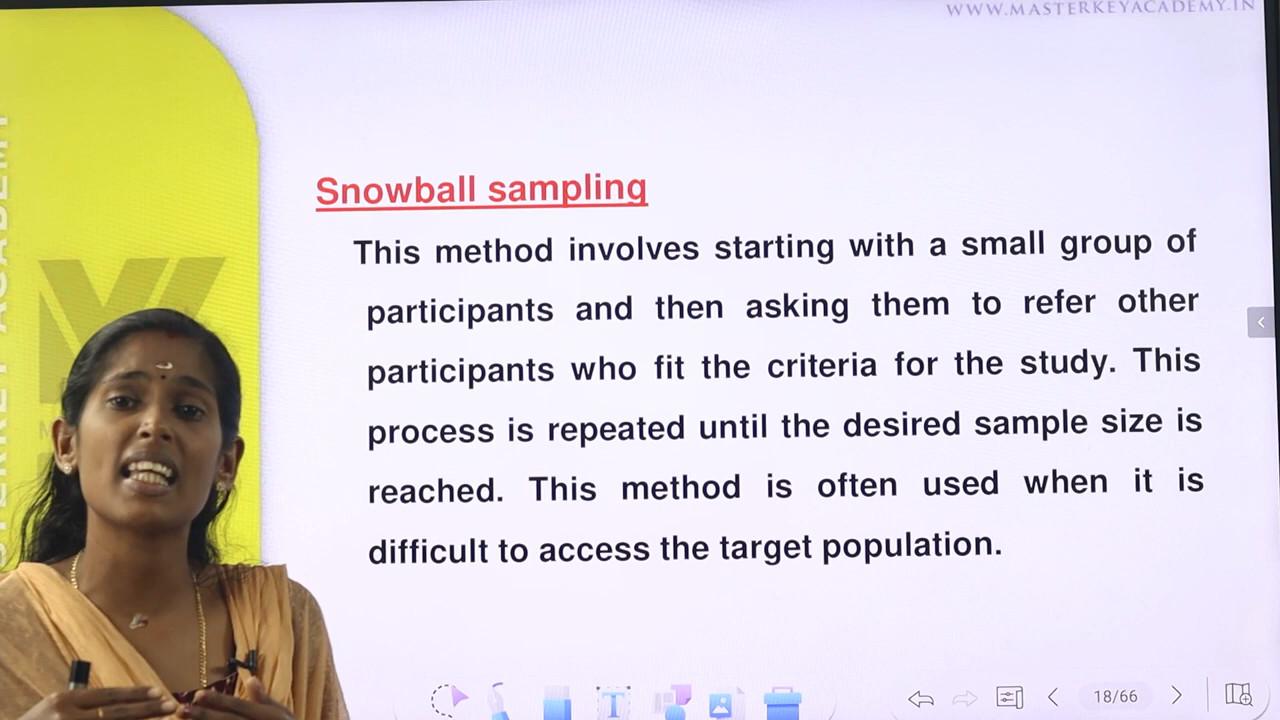 WWW.MASTERKEYACADEMY.IN
Snowball sampling
This method involves starting with a small group of
participants and then asking them to refer other
participants who fit the criteria for the study. This
process is repeated until the desired sample size is
reached. This method is often used when it is
difficult to access the target population.
18/66
T